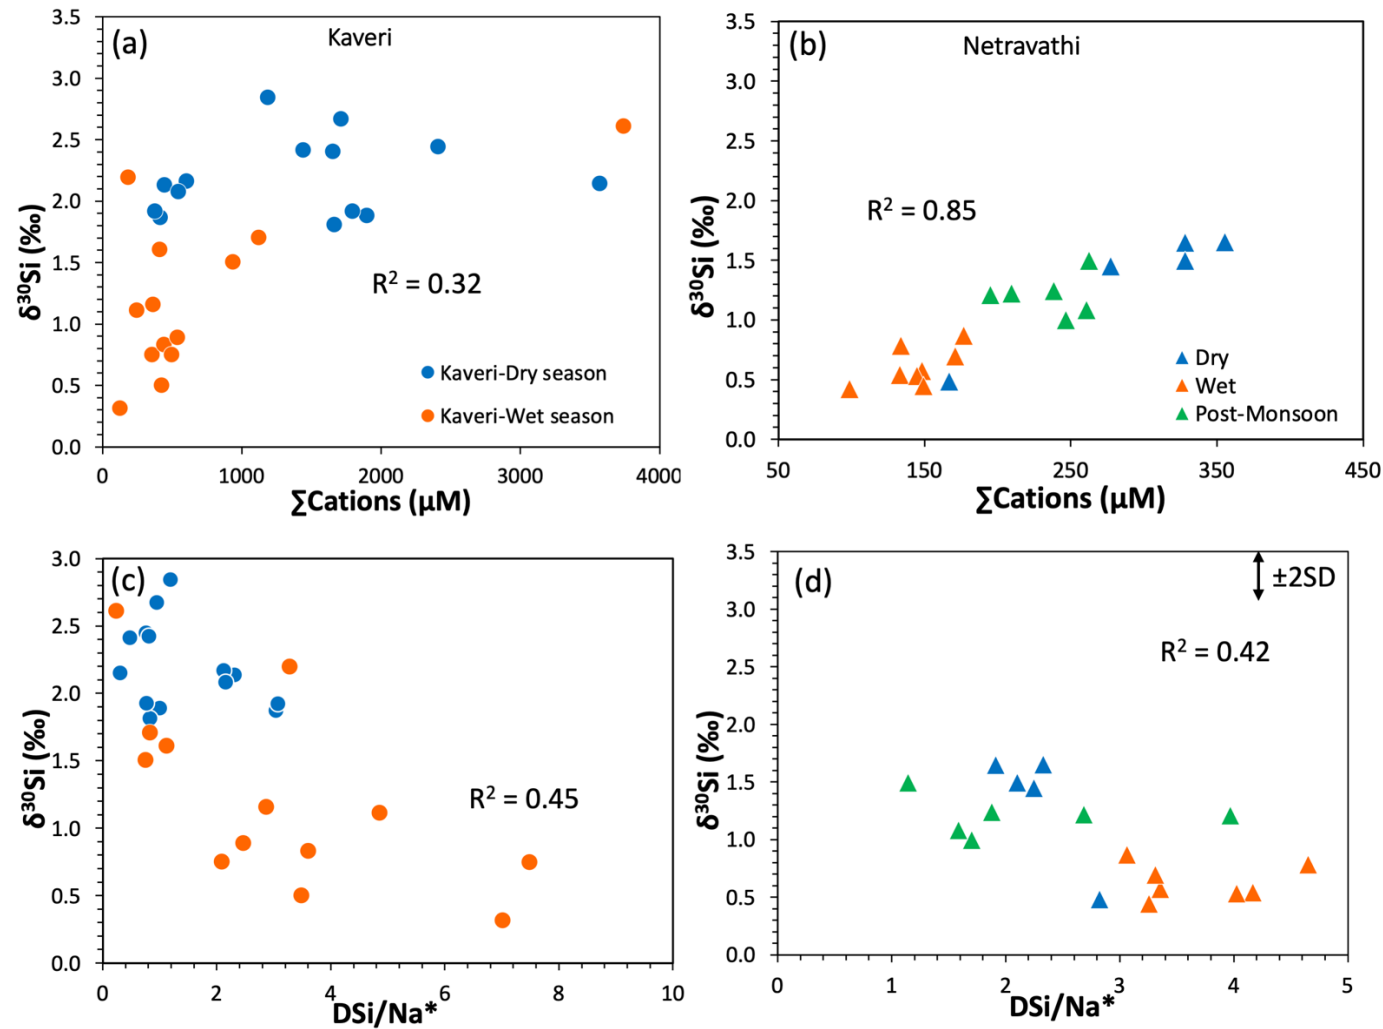 (a)
Kaveri
3.5
3.0
2.5
2.0
1.5
1.0
0.5
0.0
δ³⁰Si (‰)
R² = 0.32
Kaveri-Dry season
Kaveri-Wet season
0 1000 2000 3000 4000
∑Cations (μM)
(b)
Netravathi
3.5
3.0
2.5
2.0
1.5
1.0
0.5
0.0
δ³⁰Si (‰)
R² = 0.85
Dry
Wet
Post-Monsoon
50 150 250 350 450
∑Cations (μM)
(c)
3.0
2.5
2.0
1.5
1.0
0.5
0.0
δ³⁰Si (‰)
R² = 0.45
0 2 4 6 8 10
DSi/Na*
(d)
3.5
3.0
2.5
2.0
1.5
1.0
0.5
0.0
δ³⁰Si (‰)
±2SD
R² = 0.42
0 1 2 3 4 5
DSi/Na*